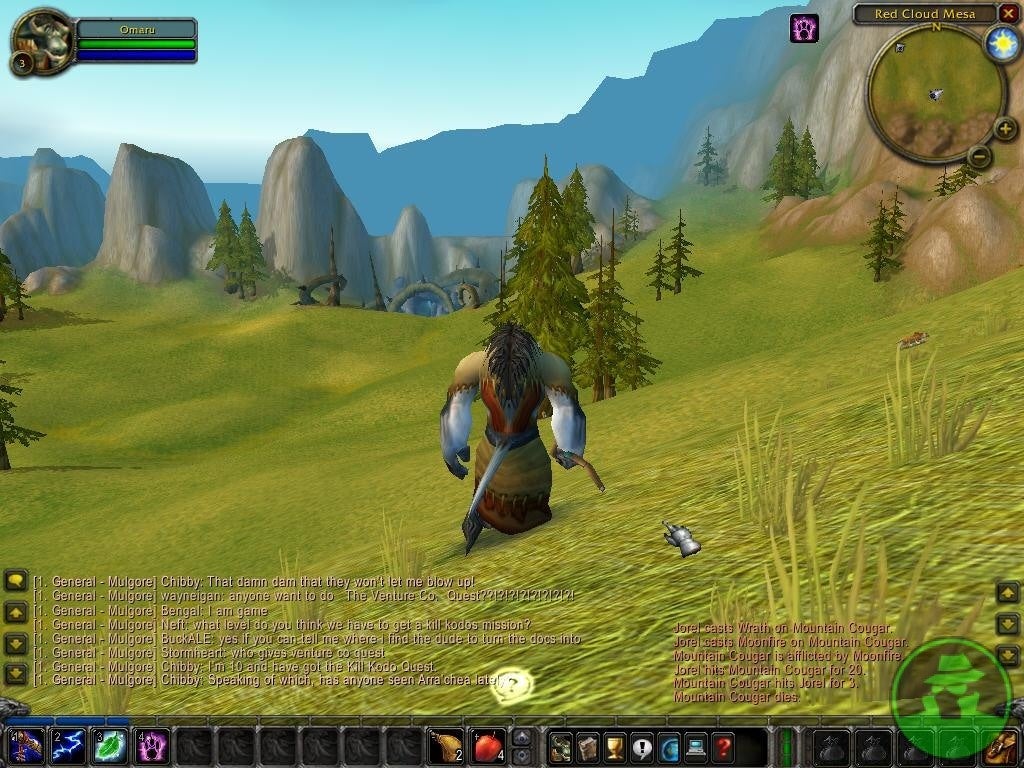 Omaru
3
Red Cloud Mesa
N
[1. General - Mulgore] Chibby: That damn dam that they won't let me blow up!
[1. General - Mulgore] wayneigan: anyone want to do The Venture Co. Quest??!?!?!?!?!?!?!
[1. General - Mulgore] Bengal: I am game
[1. General - Mulgore] Neft: what level do you think we have to get a kill kodos mission?
[1. General - Mulgore] BuckALE: yes if you can tell me where i find the dude to turn the docs into
[1. General - Mulgore] Stormheart: who gives venture co quest
[1. General - Mulgore] Chibby: I'm 10 and have got the Kill Kodo Quest.
[1. General - Mulgore] Chibby: Speaking of which, has anyone seen Arra'chea lately?
Jorel casts Wrath on Mountain Cougar.
Jorel casts Moonfire on Mountain Cougar.
Mountain Cougar is afflicted by Moonfire.
Jorel hits Mountain Cougar for 20.
Mountain Cougar hits Jorel for 3.
Mountain Cougar dies.
1 2 3 4 2 4